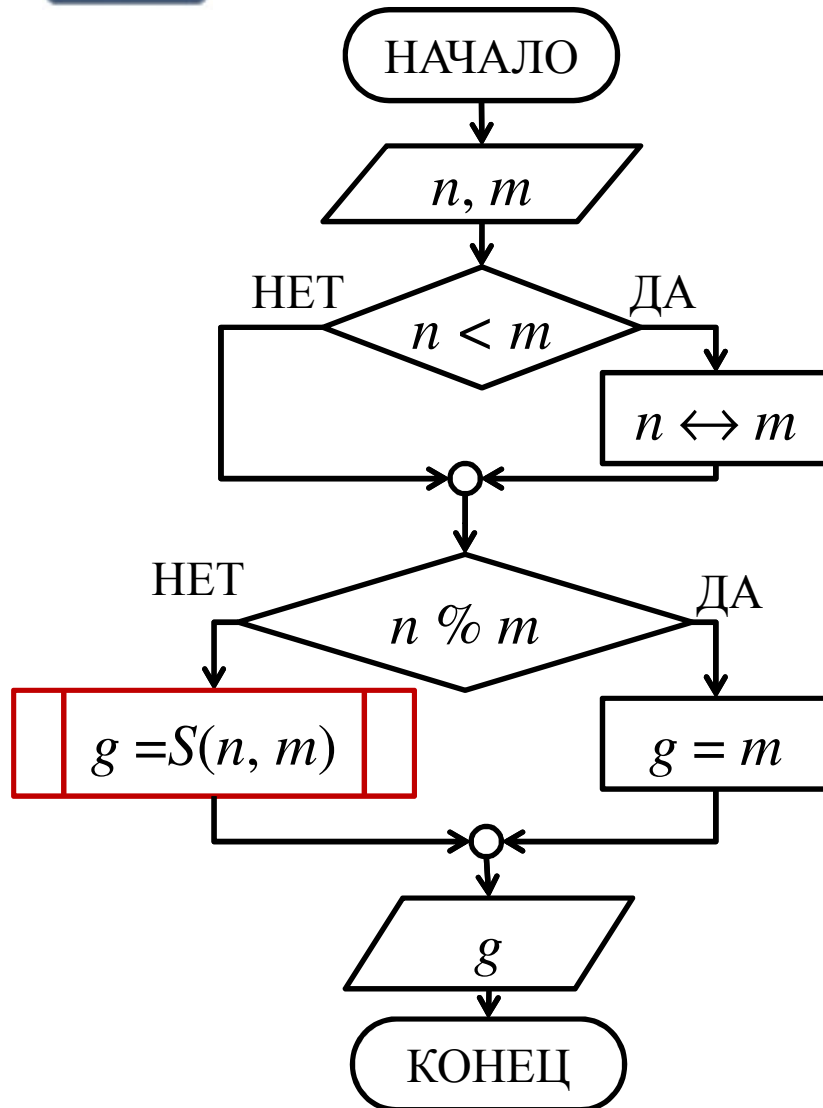 НАЧАЛО
n, m
НЕТ
ДА
n < m
n ↔ m
НЕТ
ДА
n % m
g =S(n, m)
g = m
g
КОНЕЦ